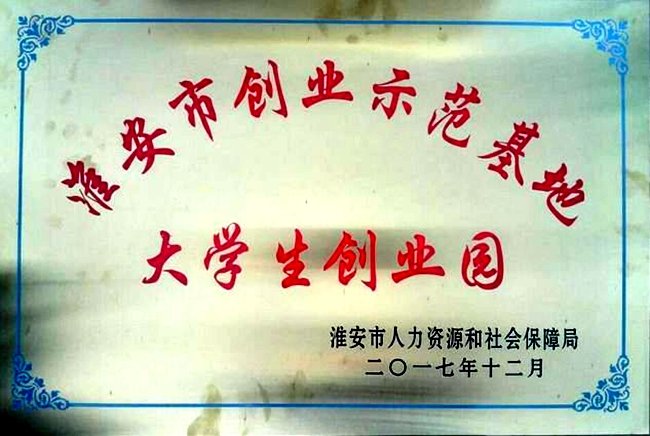 淮安市创业示范基地
大学生创业园
淮安市人力资源和社会保障局
二〇一七年十二月